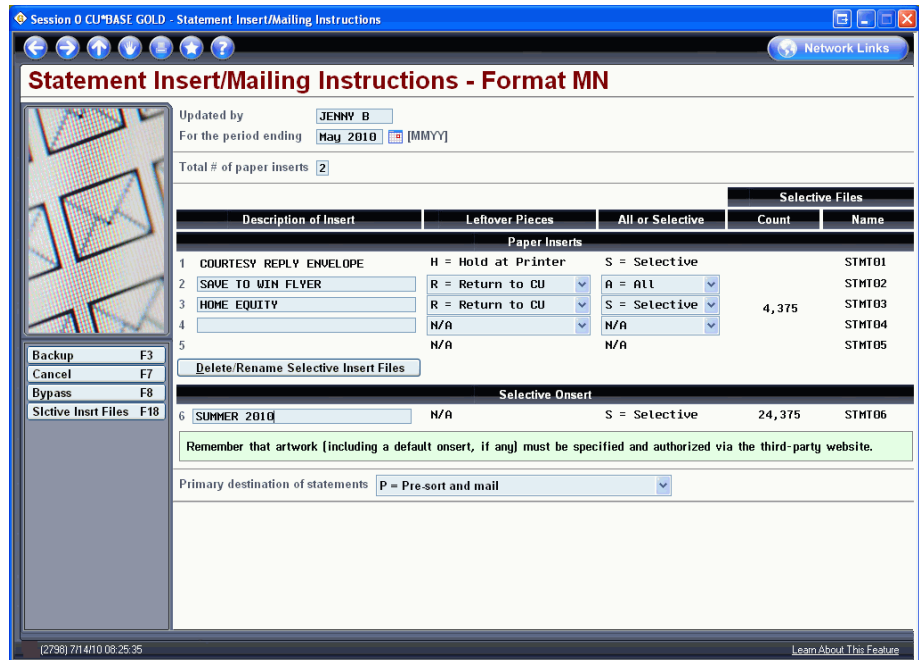 Session 0 CU*BASE GOLD - Statement Insert/Mailing Instructions
Network Links
Statement Insert/Mailing Instructions - Format MN
Updated by JENNY B
For the period ending May 2010 [MMYY]
Total # of paper inserts 2
Selective Files
Description of Insert Leftover Pieces All or Selective Count Name
Paper Inserts
1 COURTESY REPLY ENVELOPE H = Hold at Printer S = Selective STMT01
2 SAVE TO WIN FLYER R = Return to CU A = All STMT02
3 HOME EQUITY R = Return to CU S = Selective 4,375 STMT03
4 N/A N/A STMT04
5 N/A N/A STMT05
Delete/Rename Selective Insert Files
Backup F3
Cancel F7
Bypass F8
Slctive Insrt Files F18
Selective Onsert
6 SUMMER 2010 N/A S = Selective 24,375 STMT06
Remember that artwork (including a default onsert, if any) must be specified and authorized via the third-party website.
Primary destination of statements P = Pre-sort and mail
(2798) 7/14/10 08:25:35 Learn About This Feature